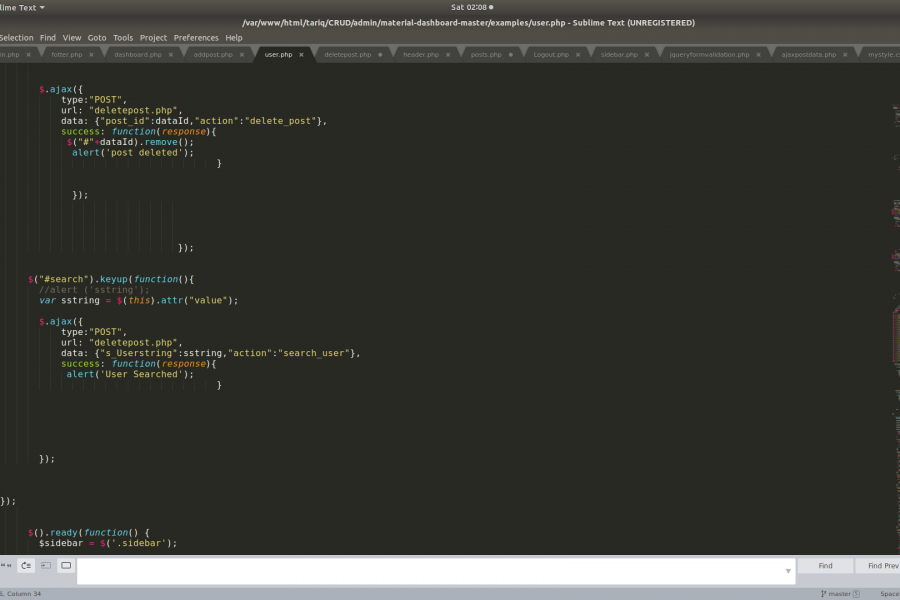 lime Text
Sat 02:08
/var/www/html/tariq/CRUD/admin/material-dashboard-master/examples/user.php - Sublime Text (UNREGISTERED)
Selection Find View Goto Tools Project Preferences Help
in.php fotter.php dashboard.php addpost.php user.php deletepost.php header.php posts.php Logout.php sidebar.php jqueryformvalidation.php ajaxpostdata.php mystyle.c
$.ajax({
type:"POST",
url: "deletepost.php",
data: {"post_id":dataId,"action":"delete_post"},
success: function(response){
$("#"+dataId).remove();
alert('post deleted');
}
});
});
$("#search").keyup(function(){
//alert ('sstring');
var sstring = $(this).attr("value");
$.ajax({
type:"POST",
url: "deletepost.php",
data: {"s_Userstring":sstring,"action":"search_user"},
success: function(response){
alert('User Searched');
}
});
});
$().ready(function() {
$sidebar = $('.sidebar');
Find Find Prev
, Column 34 master 5 Space